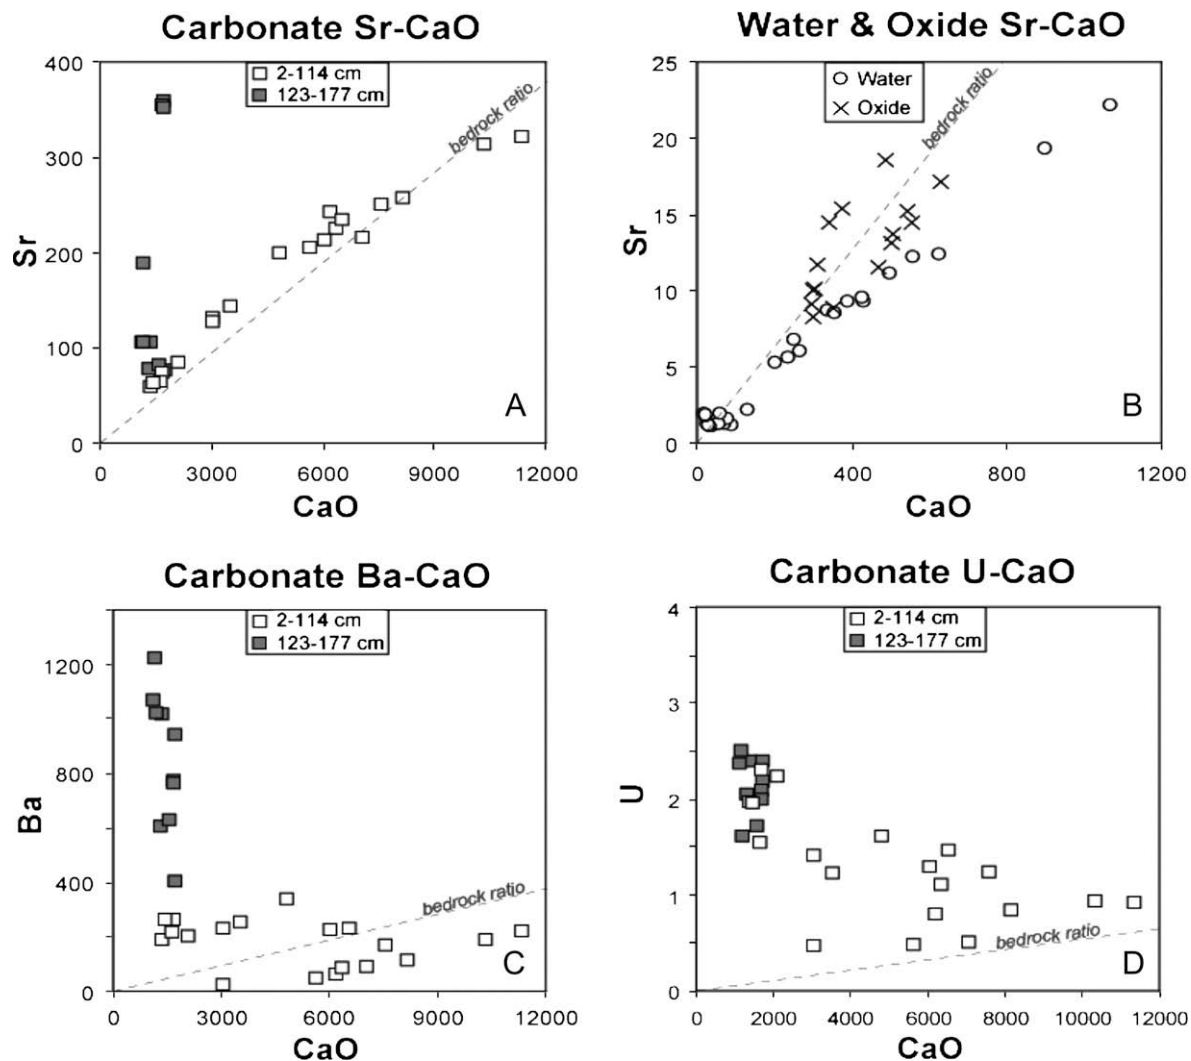 Carbonate Sr-CaO
400
300
200
100
0
Sr
2-114 cm
123-177 cm
bedrock ratio
A
0 3000 6000 9000 12000
CaO
Water & Oxide Sr-CaO
25
20
15
10
5
0
Sr
Water
Oxide
bedrock ratio
B
0 400 800 1200
CaO
Carbonate Ba-CaO
1200
800
400
0
Ba
2-114 cm
123-177 cm
bedrock ratio
C
0 3000 6000 9000 12000
CaO
Carbonate U-CaO
4
3
2
1
0
U
2-114 cm
123-177 cm
bedrock ratio
D
0 2000 4000 6000 8000 10000 12000
CaO